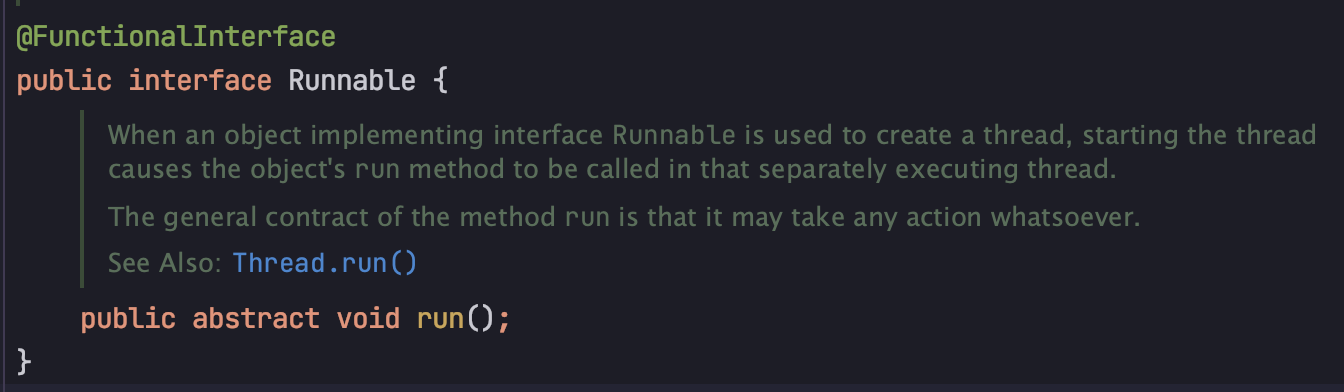 @FunctionalInterface
public interface Runnable {
When an object implementing interface Runnable is used to create a thread, starting the thread
causes the object's run method to be called in that separately executing thread.
The general contract of the method run is that it may take any action whatsoever.
See Also: Thread.run()
public abstract void run();
}